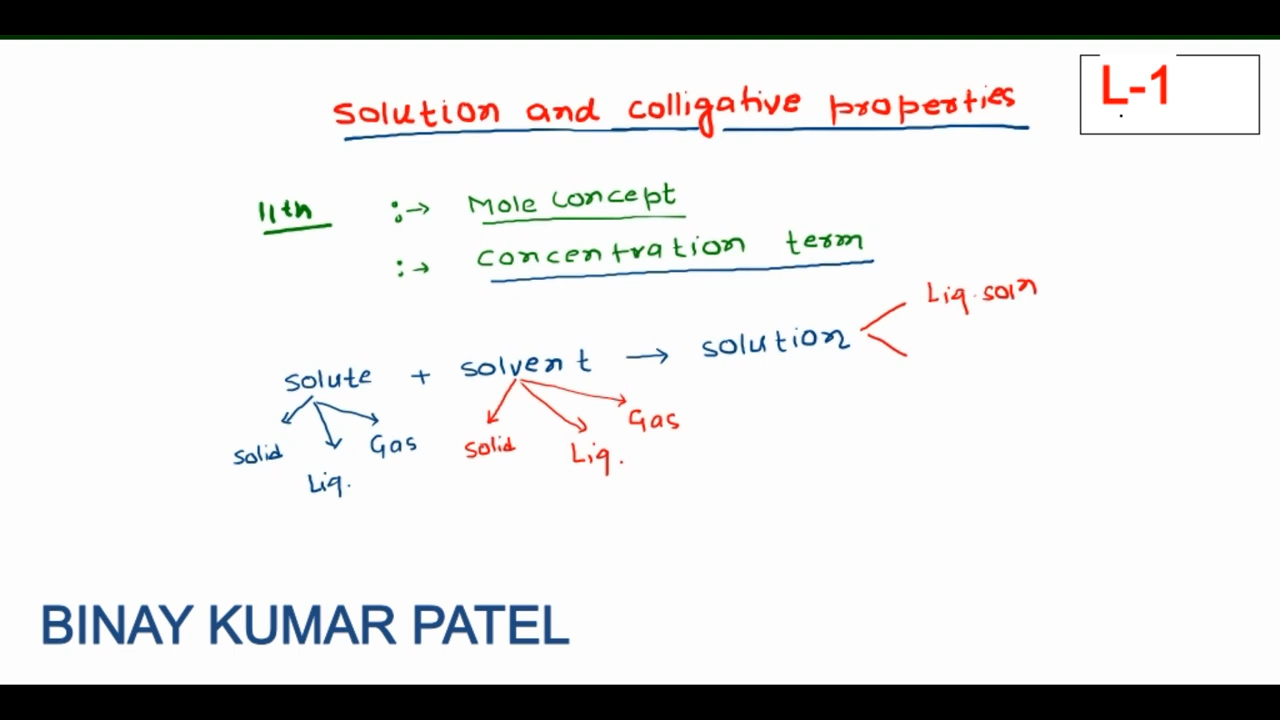 L-1
Solution and colligative properties
11th :→ Mole concept
:→ concentration term
Liq. soln
solute + solvent → solution
Solid Liq. Gas Solid Liq. Gas
BINAY KUMAR PATEL